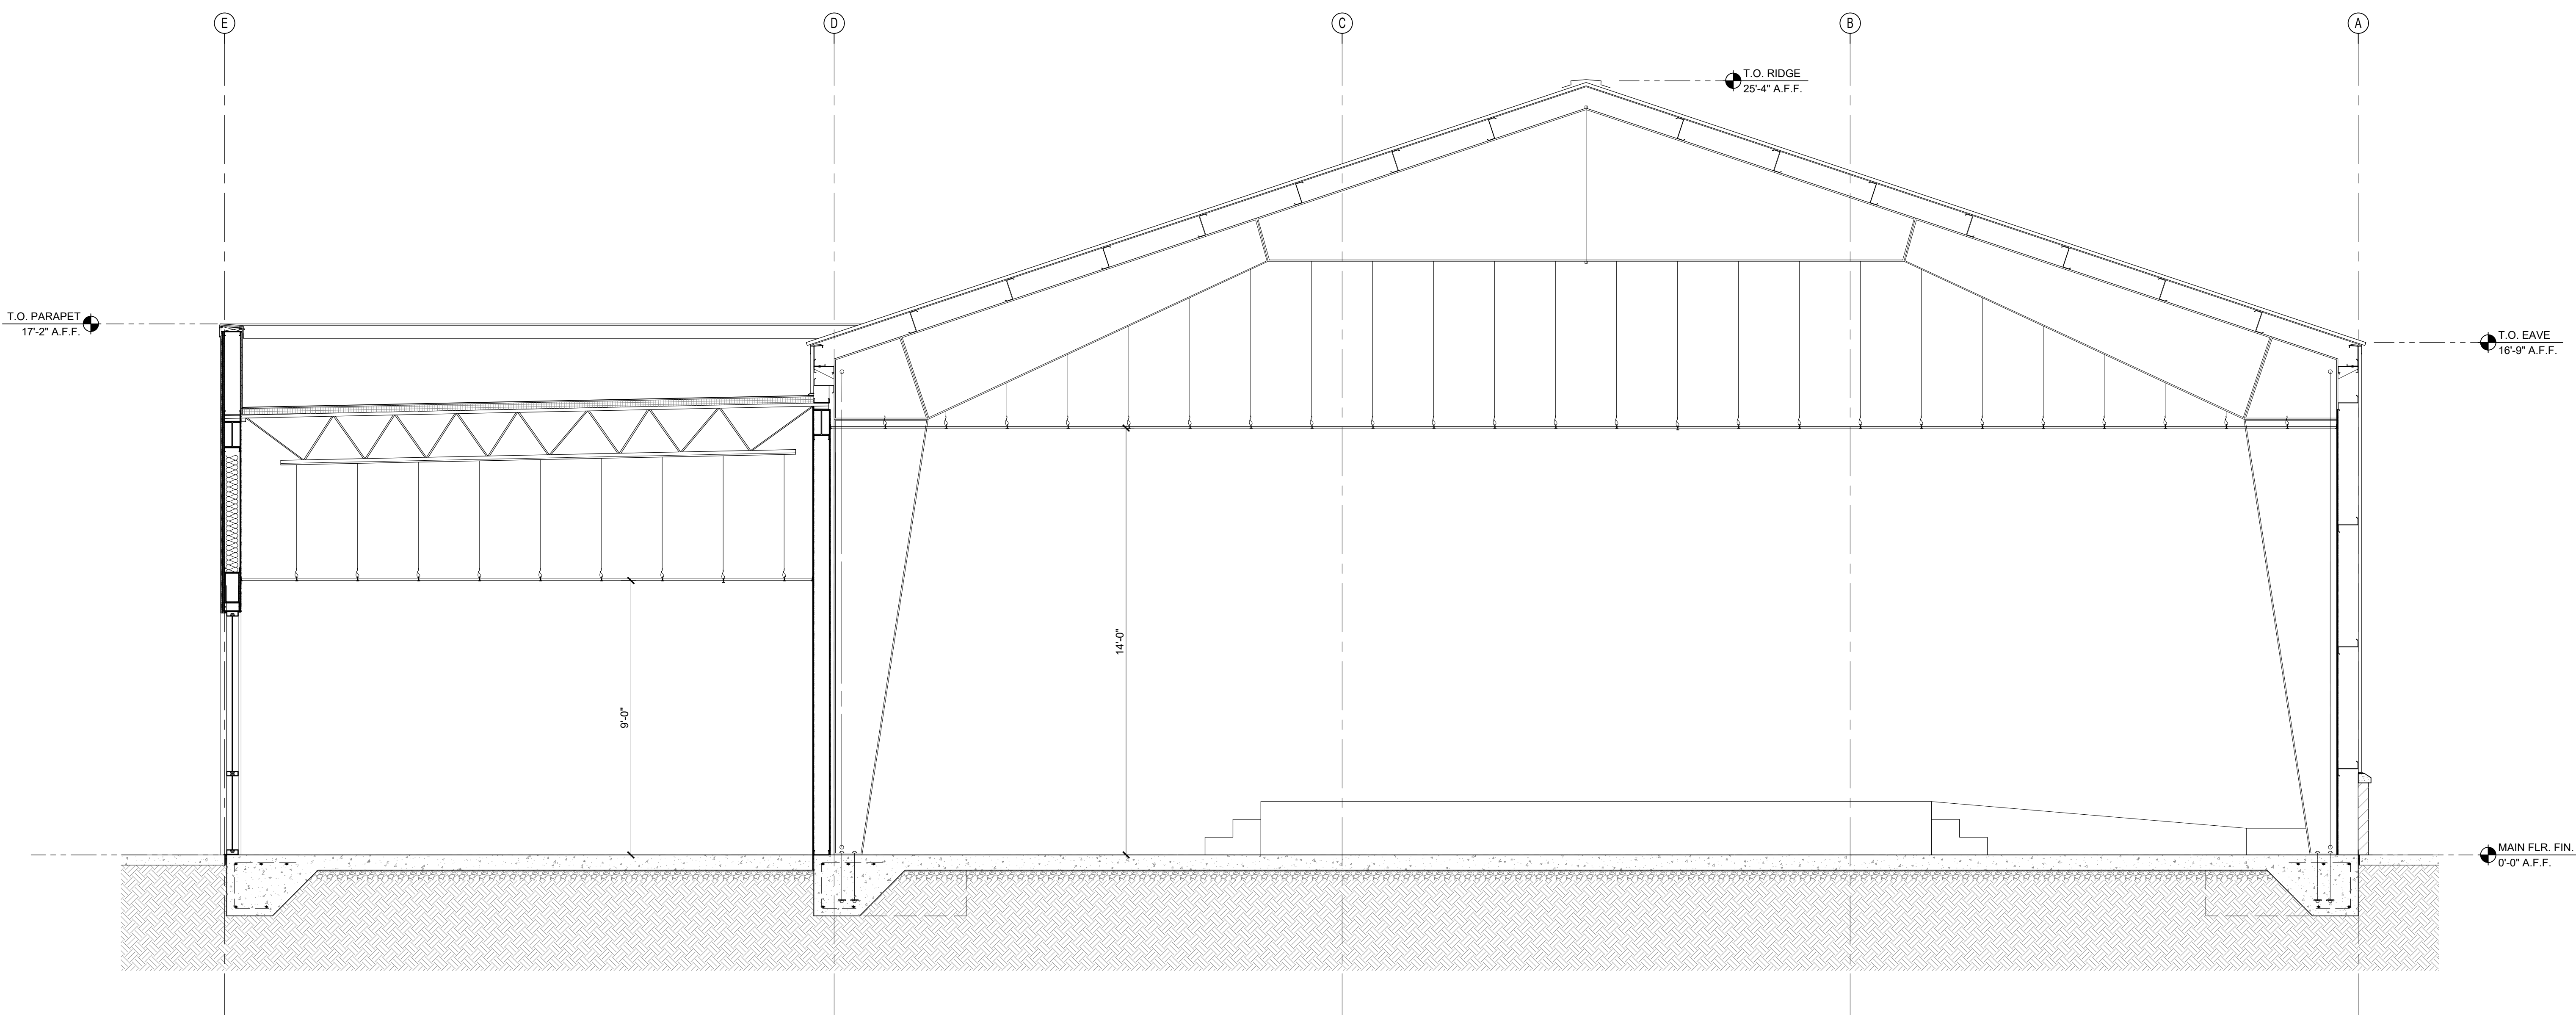 E
D
C
B
A
T.O. RIDGE
25'-4" A.F.F.
T.O. PARAPET
17'-2" A.F.F.
T.O. EAVE
16'-9" A.F.F.
14'-0"
9'-0"
MAIN FLR. FIN.
0'-0" A.F.F.